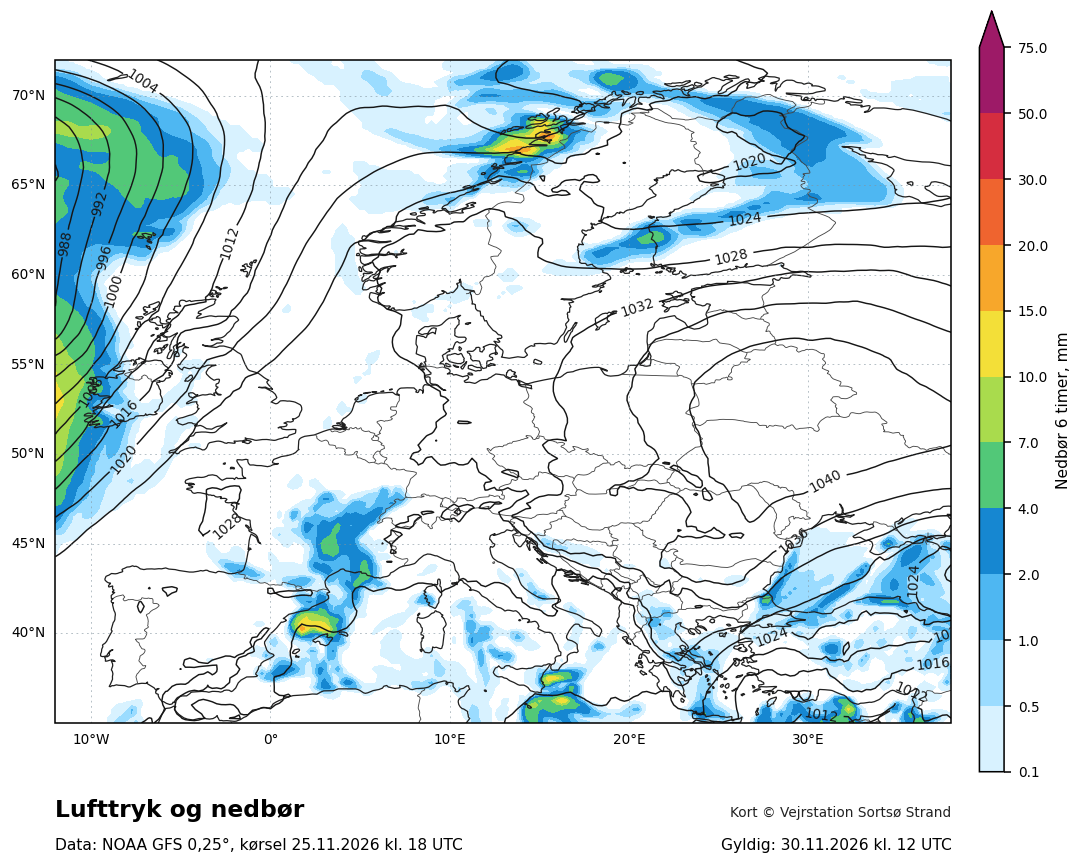 75.0
50.0
30.0
20.0
15.0
10.0
7.0
4.0
2.0
1.0
0.5
0.1
Nedbør 6 timer, mm
70°N
65°N
60°N
55°N
50°N
45°N
40°N
10°W
0°
10°E
20°E
30°E
1004
992
988
996
1000
1012
1016
1020
1028
1020
1024
1028
1032
1040
1036
1024
1024
1016
1012
1012
Lufttryk og nedbør
Kort © Vejrstation Sortsø Strand
Data: NOAA GFS 0,25°, kørsel 25.11.2026 kl. 18 UTC
Gyldig: 30.11.2026 kl. 12 UTC